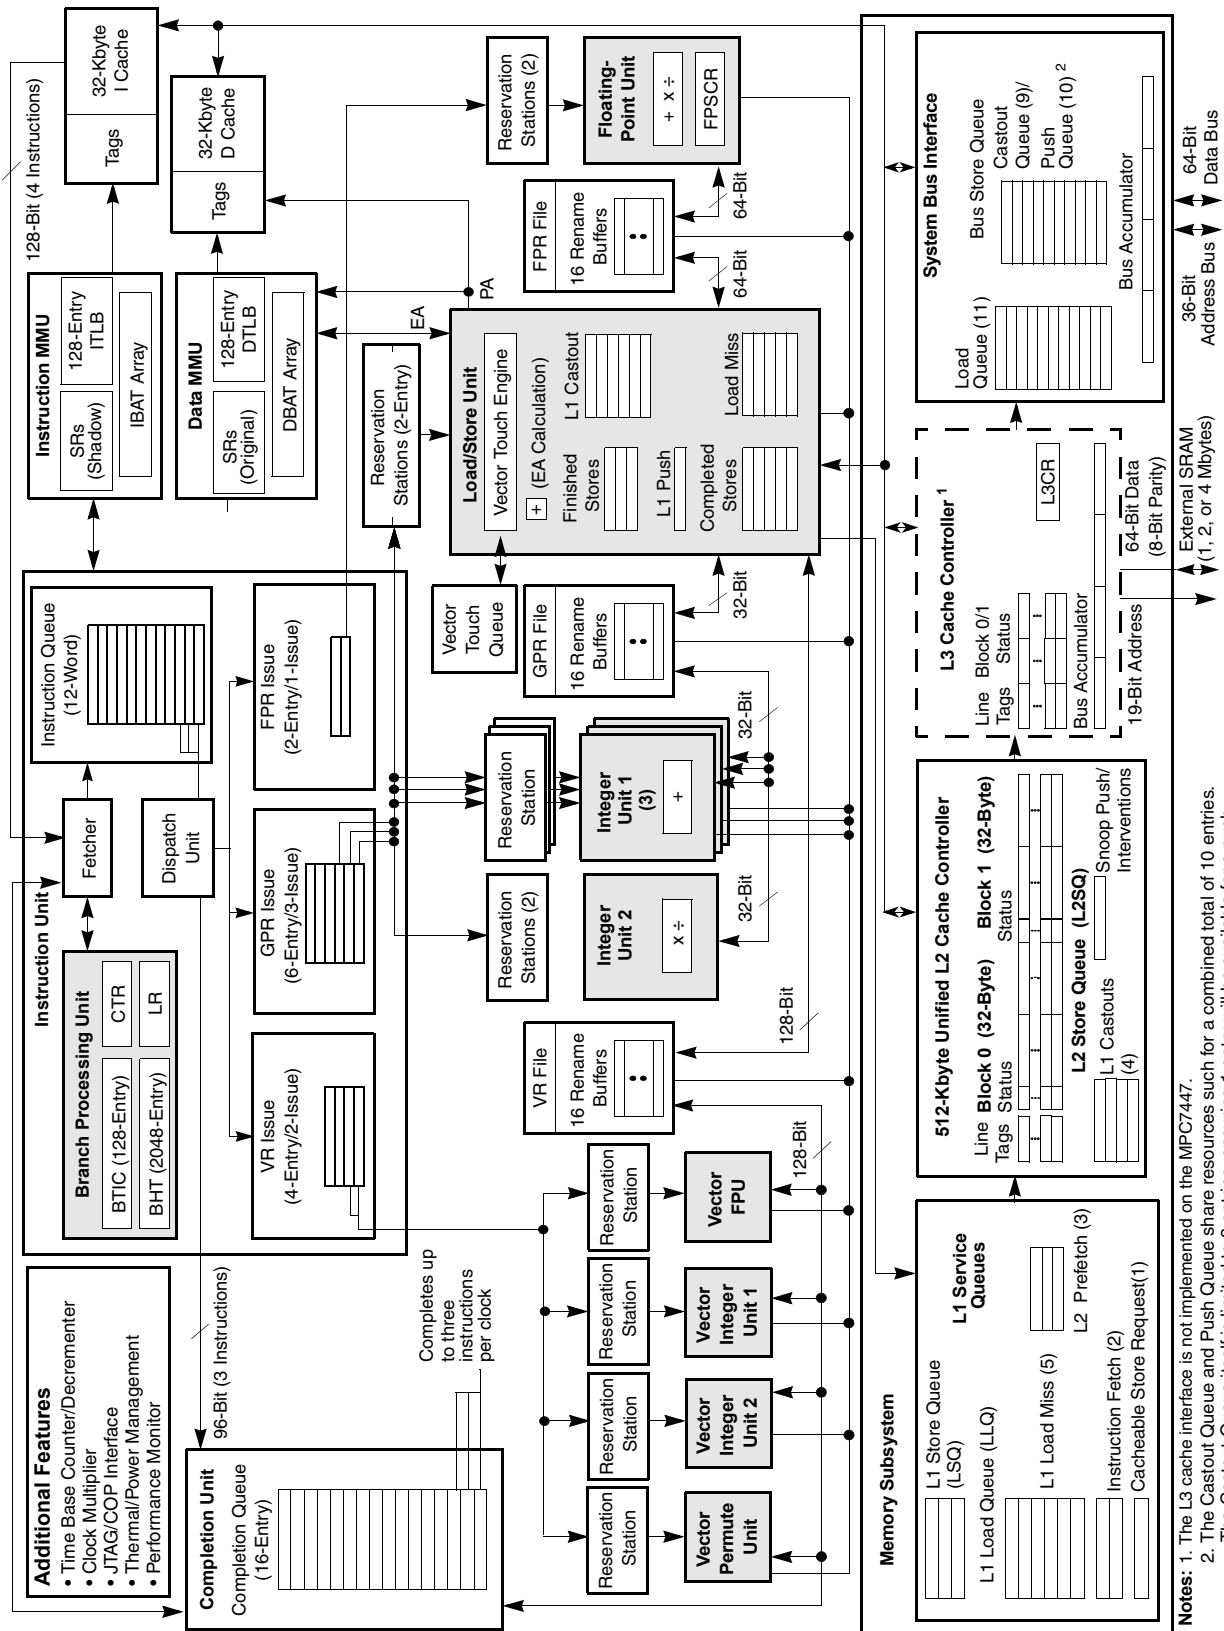 Additional Features
• Time Base Counter/Decrementer
• Clock Multiplier
• JTAG/COP Interface
• Thermal/Power Management
• Performance Monitor
Instruction Unit
Branch Processing Unit
BTIC (128-Entry)
CTR
BHT (2048-Entry)
LR
Fetcher
Dispatch
Unit
Instruction Queue
(12-Word)
96-Bit (3 Instructions)
VR Issue
(4-Entry/2-Issue)
GPR Issue
(6-Entry/3-Issue)
FPR Issue
(2-Entry/1-Issue)
Instruction MMU
SRs
(Shadow)
128-Entry
ITLB
IBAT Array
Data MMU
SRs
(Original)
128-Entry
DTLB
DBAT Array
128-Bit (4 Instructions)
Tags
32-Kbyte
I Cache
Tags
32-Kbyte
D Cache
EA
PA
Completion Unit
Completion Queue
(16-Entry)
Completes up
to three
instructions
per clock
Reservation
Stations (2-Entry)
Vector
Touch
Queue
Load/Store Unit
Vector Touch Engine
+
(EA Calculation)
Finished
Stores
L1 Castout
L1 Push
Completed
Stores
Load Miss
Reservation
Station
Reservation
Station
Reservation
Station
Reservation
Station
Vector
Permute
Unit
Vector
Integer
Unit 2
Vector
Integer
Unit 1
Vector
FPU
VR File
16 Rename
Buffers
128-Bit
128-Bit
Reservation
Stations (2)
Integer
Unit 2
x ÷
Reservation
Station
Integer
Unit 1
(3)
+
32-Bit
32-Bit
GPR File
16 Rename
Buffers
32-Bit
FPR File
16 Rename
Buffers
64-Bit
64-Bit
Reservation
Stations (2)
Floating-
Point Unit
+ x ÷
FPSCR
Memory Subsystem
L1 Store Queue
(LSQ)
L1 Service
Queues
L1 Load Queue (LLQ)
L1 Load Miss (5)
L2 Prefetch (3)
Instruction Fetch (2)
Cacheable Store Request(1)
512-Kbyte Unified L2 Cache Controller
Line
Tags
Block 0 (32-Byte)
Status
Block 1 (32-Byte)
Status
L2 Store Queue (L2SQ)
L1 Castouts
(4)
Snoop Push/
Interventions
L3 Cache Controller 1
Line
Tags
Block 0/1
Status
L3CR
Bus Accumulator
19-Bit Address
64-Bit Data
(8-Bit Parity)
External SRAM
(1, 2, or 4 Mbytes)
System Bus Interface
Load
Queue (11)
Bus Store Queue
Castout
Queue (9)/
Push
Queue (10) 2
Bus Accumulator
36-Bit
Address Bus
64-Bit
Data Bus
Notes: 1. The L3 cache interface is not implemented on the MPC7447.
2. The Castout Queue and Push Queue share resources such for a combined total of 10 entries.